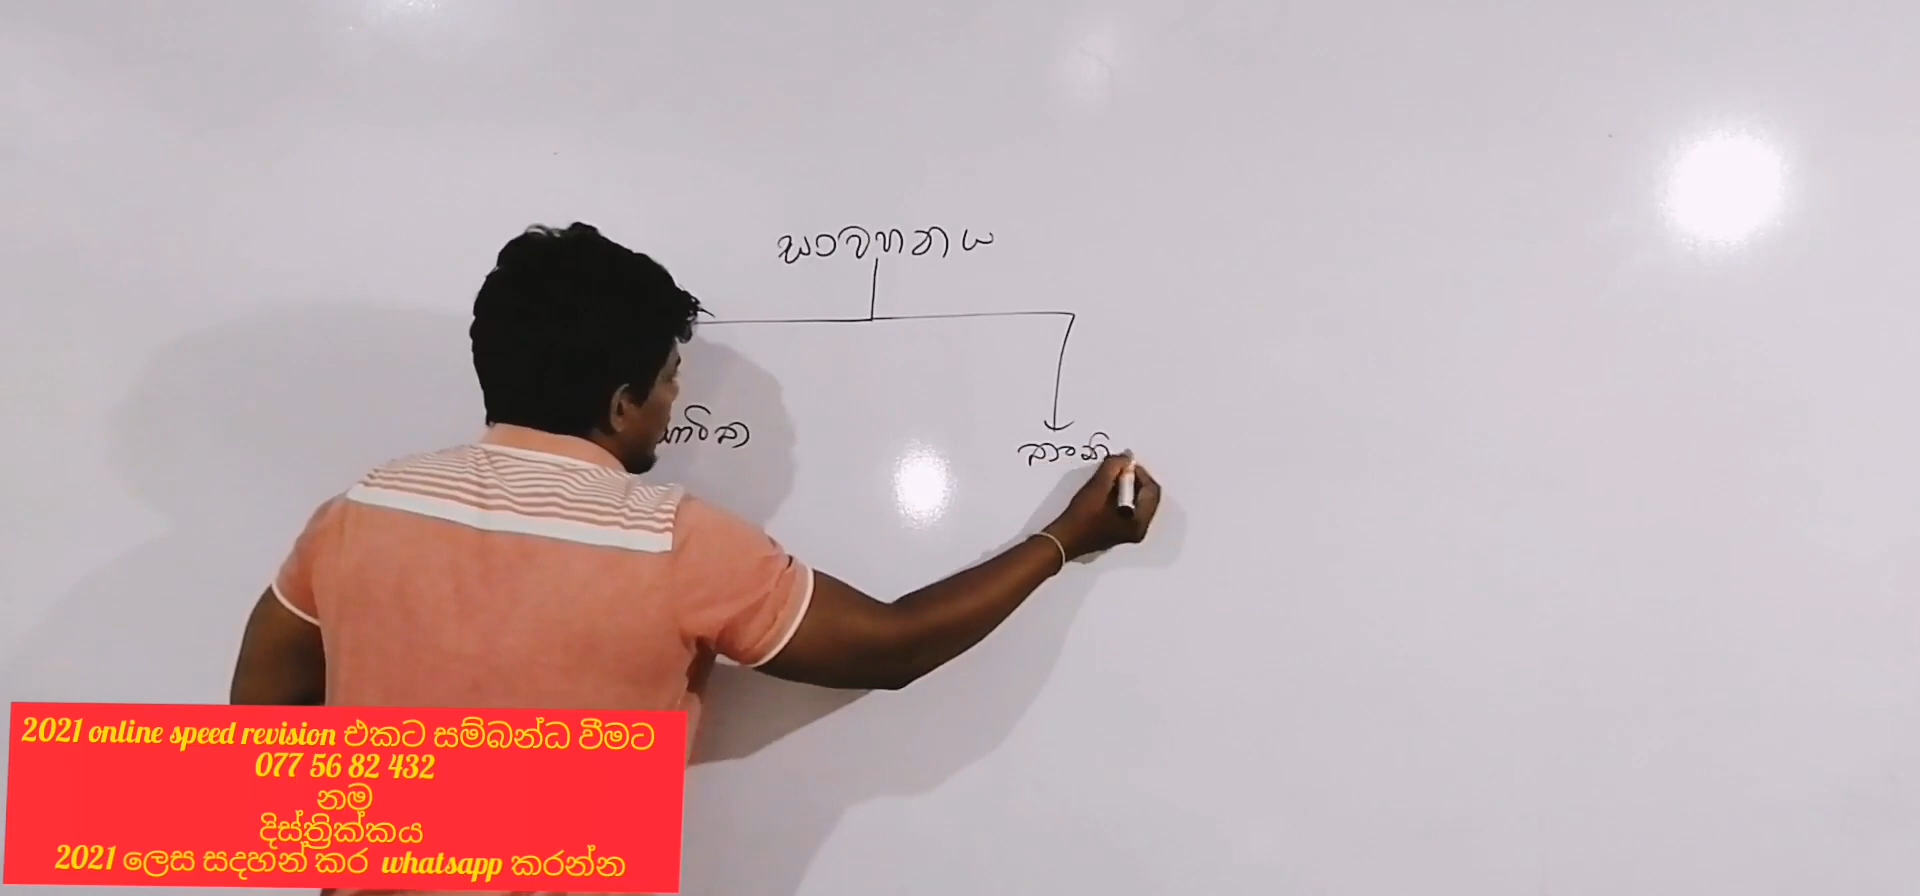 සංවහනය
2021 online speed revision එකට සම්බන්ධ වීමට
077 56 82 432
නම
දිස්ත්‍රික්කය
2021 ලෙස සදහන් කර whatsapp කරන්න